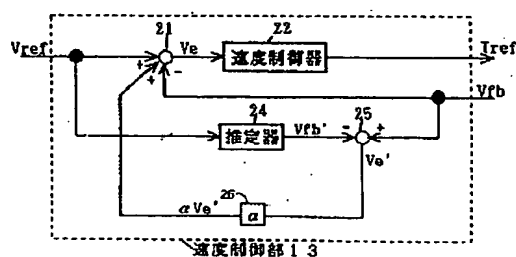 21
22
Vref
+
+
-
Ve
速度制御器
Iref
Vfb
24
推定器
Vfb'
25
-
+
Ve'
26
αVe'
α
速度制御部13